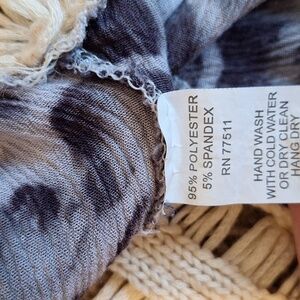 95% POLYESTER
5% SPANDEX
RN 77511
HAND WASH
WITH COLD WATER
OR DRY CLEAN
HANG DRY